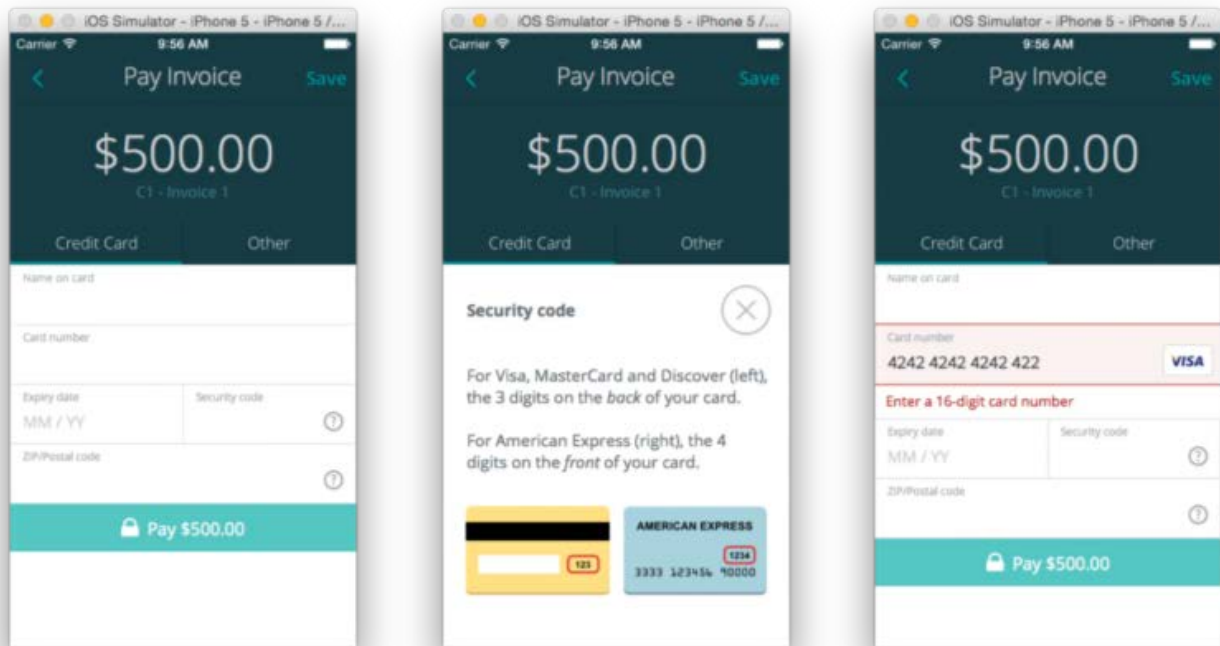 iOS Simulator - iPhone 5 - iPhone 5 /...
Carrier 9:56 AM
Pay Invoice Save
$500.00
C1 - Invoice 1
Credit Card Other
Name on card
Card number
Expiry date Security code
MM / YY ?
ZIP/Postal code
?
Pay $500.00
iOS Simulator - iPhone 5 - iPhone 5 /...
Carrier 9:56 AM
Pay Invoice Save
$500.00
C1 - Invoice 1
Credit Card Other
Security code
For Visa, MasterCard and Discover (left),
the 3 digits on the back of your card.
For American Express (right), the 4
digits on the front of your card.
123
AMERICAN EXPRESS
1234
3333 123456 90000
iOS Simulator - iPhone 5 - iPhone 5 /...
Carrier 9:56 AM
Pay Invoice Save
$500.00
C1 - Invoice 1
Credit Card Other
Name on card
Card number
4242 4242 4242 422 VISA
Enter a 16-digit card number
Expiry date Security code
MM / YY ?
ZIP/Postal code
?
Pay $500.00